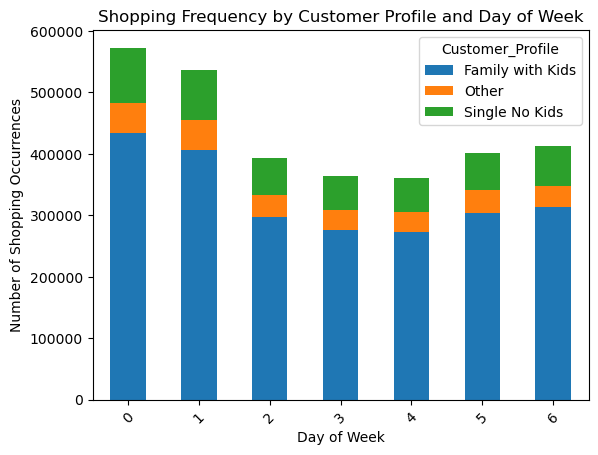 Shopping Frequency by Customer Profile and Day of Week
Number of Shopping Occurrences
600000
500000
400000
300000
200000
100000
0
Customer_Profile
Family with Kids
Other
Single No Kids
0 1 2 3 4 5 6
Day of Week